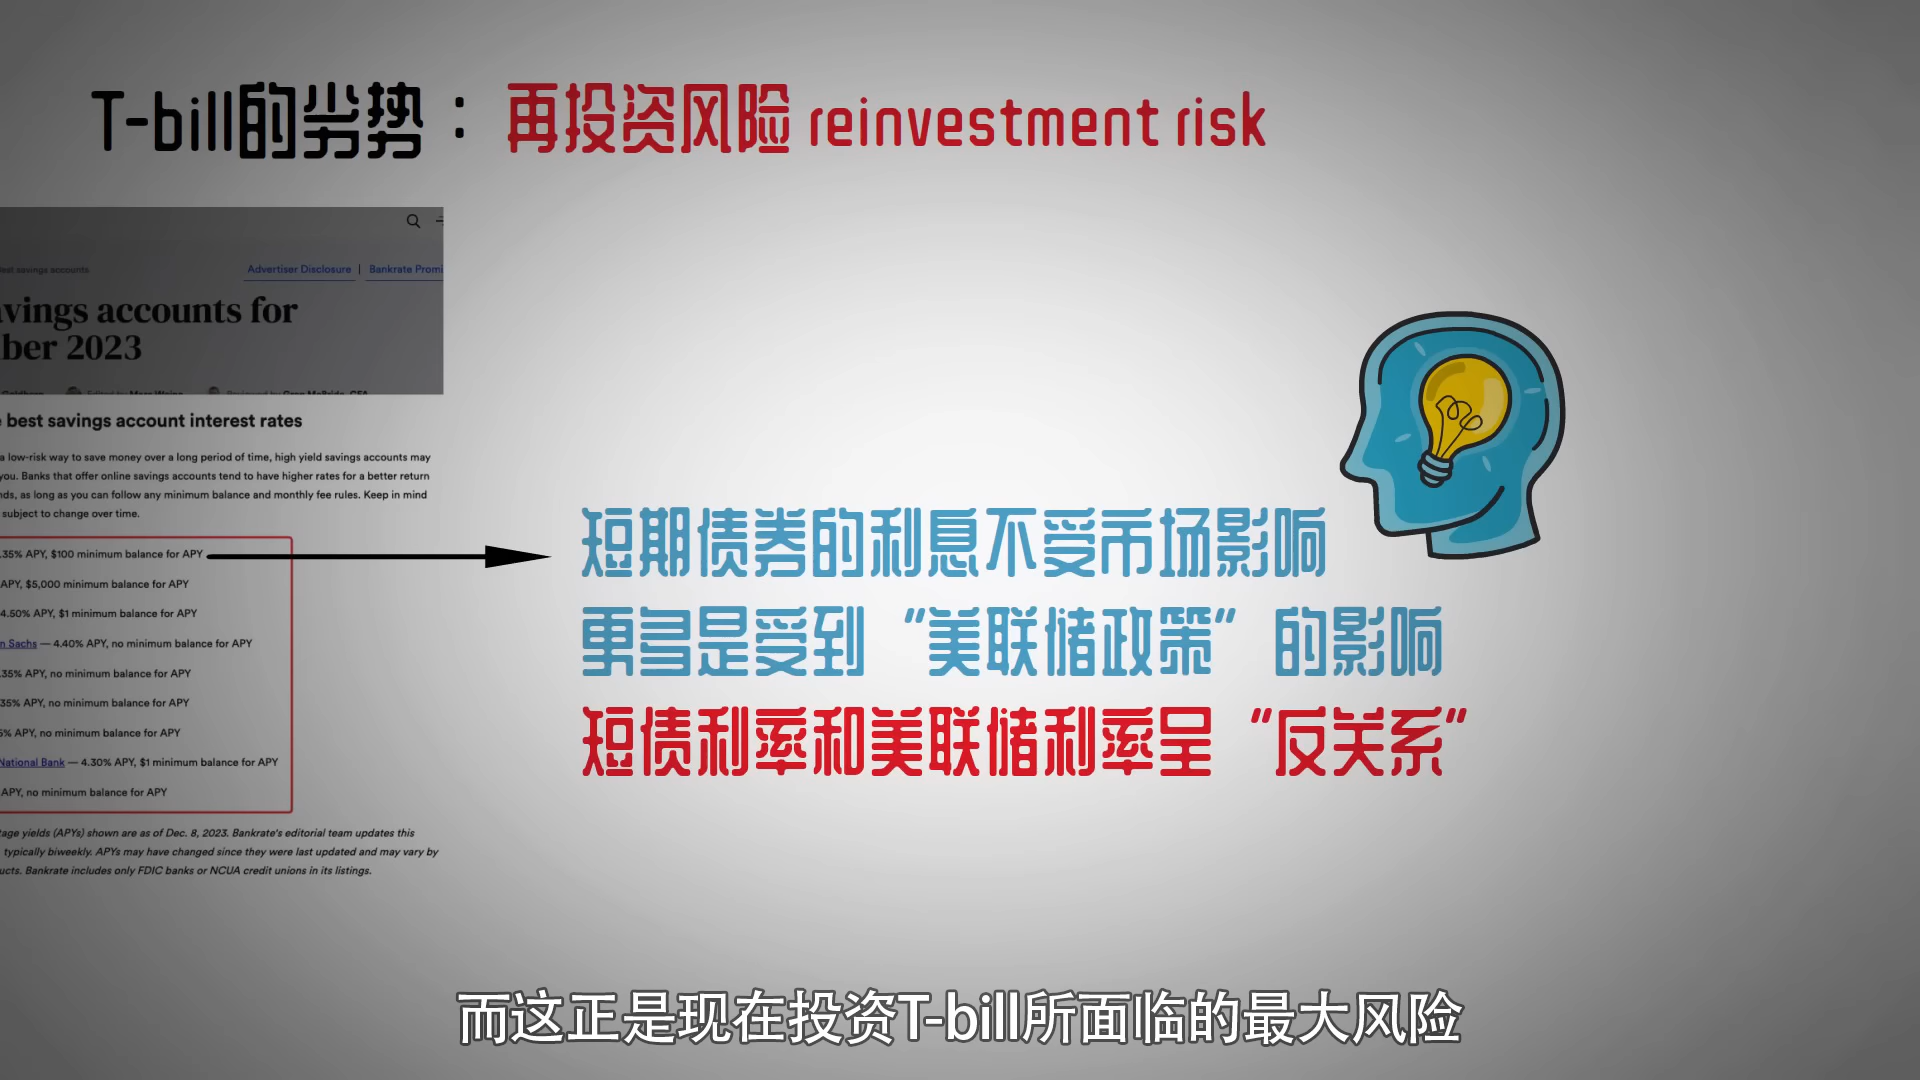 T-bill的劣势：再投资风险 reinvestment risk
est savings accounts
Advertiser Disclosure | Bankrate Promi
vings accounts for
ber 2023
best savings account interest rates
a low-risk way to save money over a long period of time, high yield savings accounts may
you. Banks that offer online savings accounts tend to have higher rates for a better return
nds, as long as you can follow any minimum balance and monthly fee rules. Keep in mind
subject to change over time.
.35% APY, $100 minimum balance for APY
APY, $5,000 minimum balance for APY
4.50% APY, $1 minimum balance for APY
n Sachs — 4.40% APY, no minimum balance for APY
.35% APY, no minimum balance for APY
35% APY, no minimum balance for APY
5% APY, no minimum balance for APY
National Bank — 4.30% APY, $1 minimum balance for APY
APY, no minimum balance for APY
tage yields (APYs) shown are as of Dec. 8, 2023. Bankrate's editorial team updates this
typically biweekly. APYs may have changed since they were last updated and may vary by
ucts. Bankrate includes only FDIC banks or NCUA credit unions in its listings.
短期债券的利息不受市场影响
更多是受到“美联储政策”的影响
短债利率和美联储利率呈“反关系”
而这正是现在投资T-bill所面临的最大风险